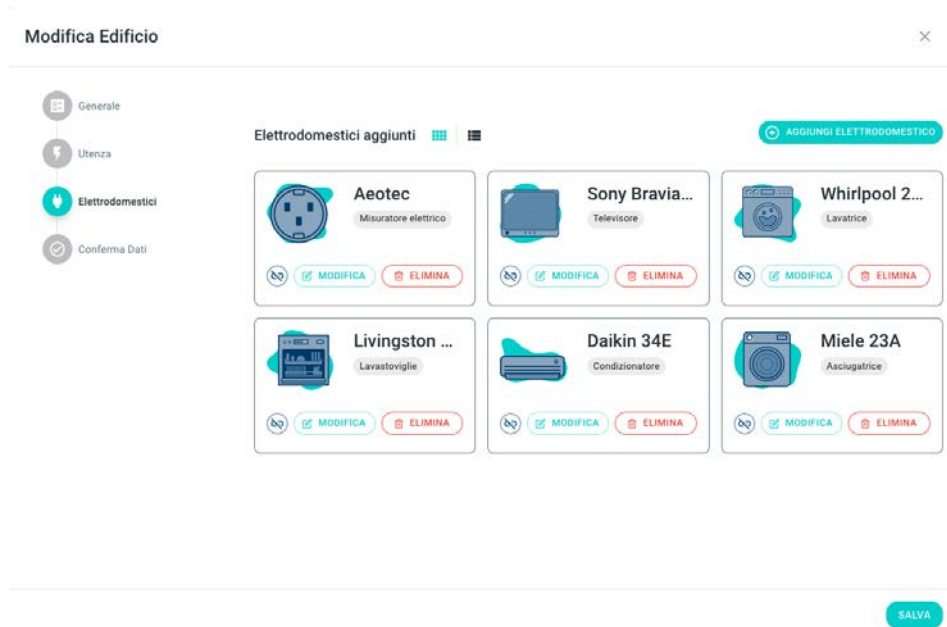 Modifica Edificio
Generale
Utenza
Elettrodomestici
Conferma Dati
Elettrodomestici aggiunti
AGGIUNGI ELETTRODOMESTICO
Aeotec
Misuratore elettrico
MODIFICA
ELIMINA
Sony Bravia...
Televisore
MODIFICA
ELIMINA
Whirlpool 2...
Lavatrice
MODIFICA
ELIMINA
Livingston ...
Lavastoviglie
MODIFICA
ELIMINA
Daikin 34E
Condizionatore
MODIFICA
ELIMINA
Miele 23A
Asciugatrice
MODIFICA
ELIMINA
SALVA